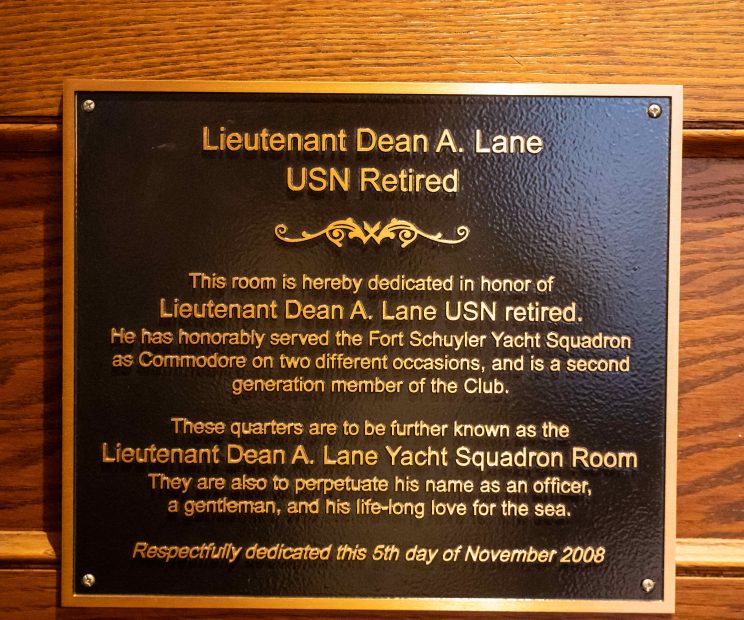 Lieutenant Dean A. Lane
USN Retired
This room is hereby dedicated in honor of
Lieutenant Dean A. Lane USN retired.
He has honorably served the Fort Schuyler Yacht Squadron
as Commodore on two different occasions, and is a second
generation member of the Club.
These quarters are to be further known as the
Lieutenant Dean A. Lane Yacht Squadron Room
They are also to perpetuate his name as an officer,
a gentleman, and his life-long love for the sea.
Respectfully dedicated this 5th day of November 2008